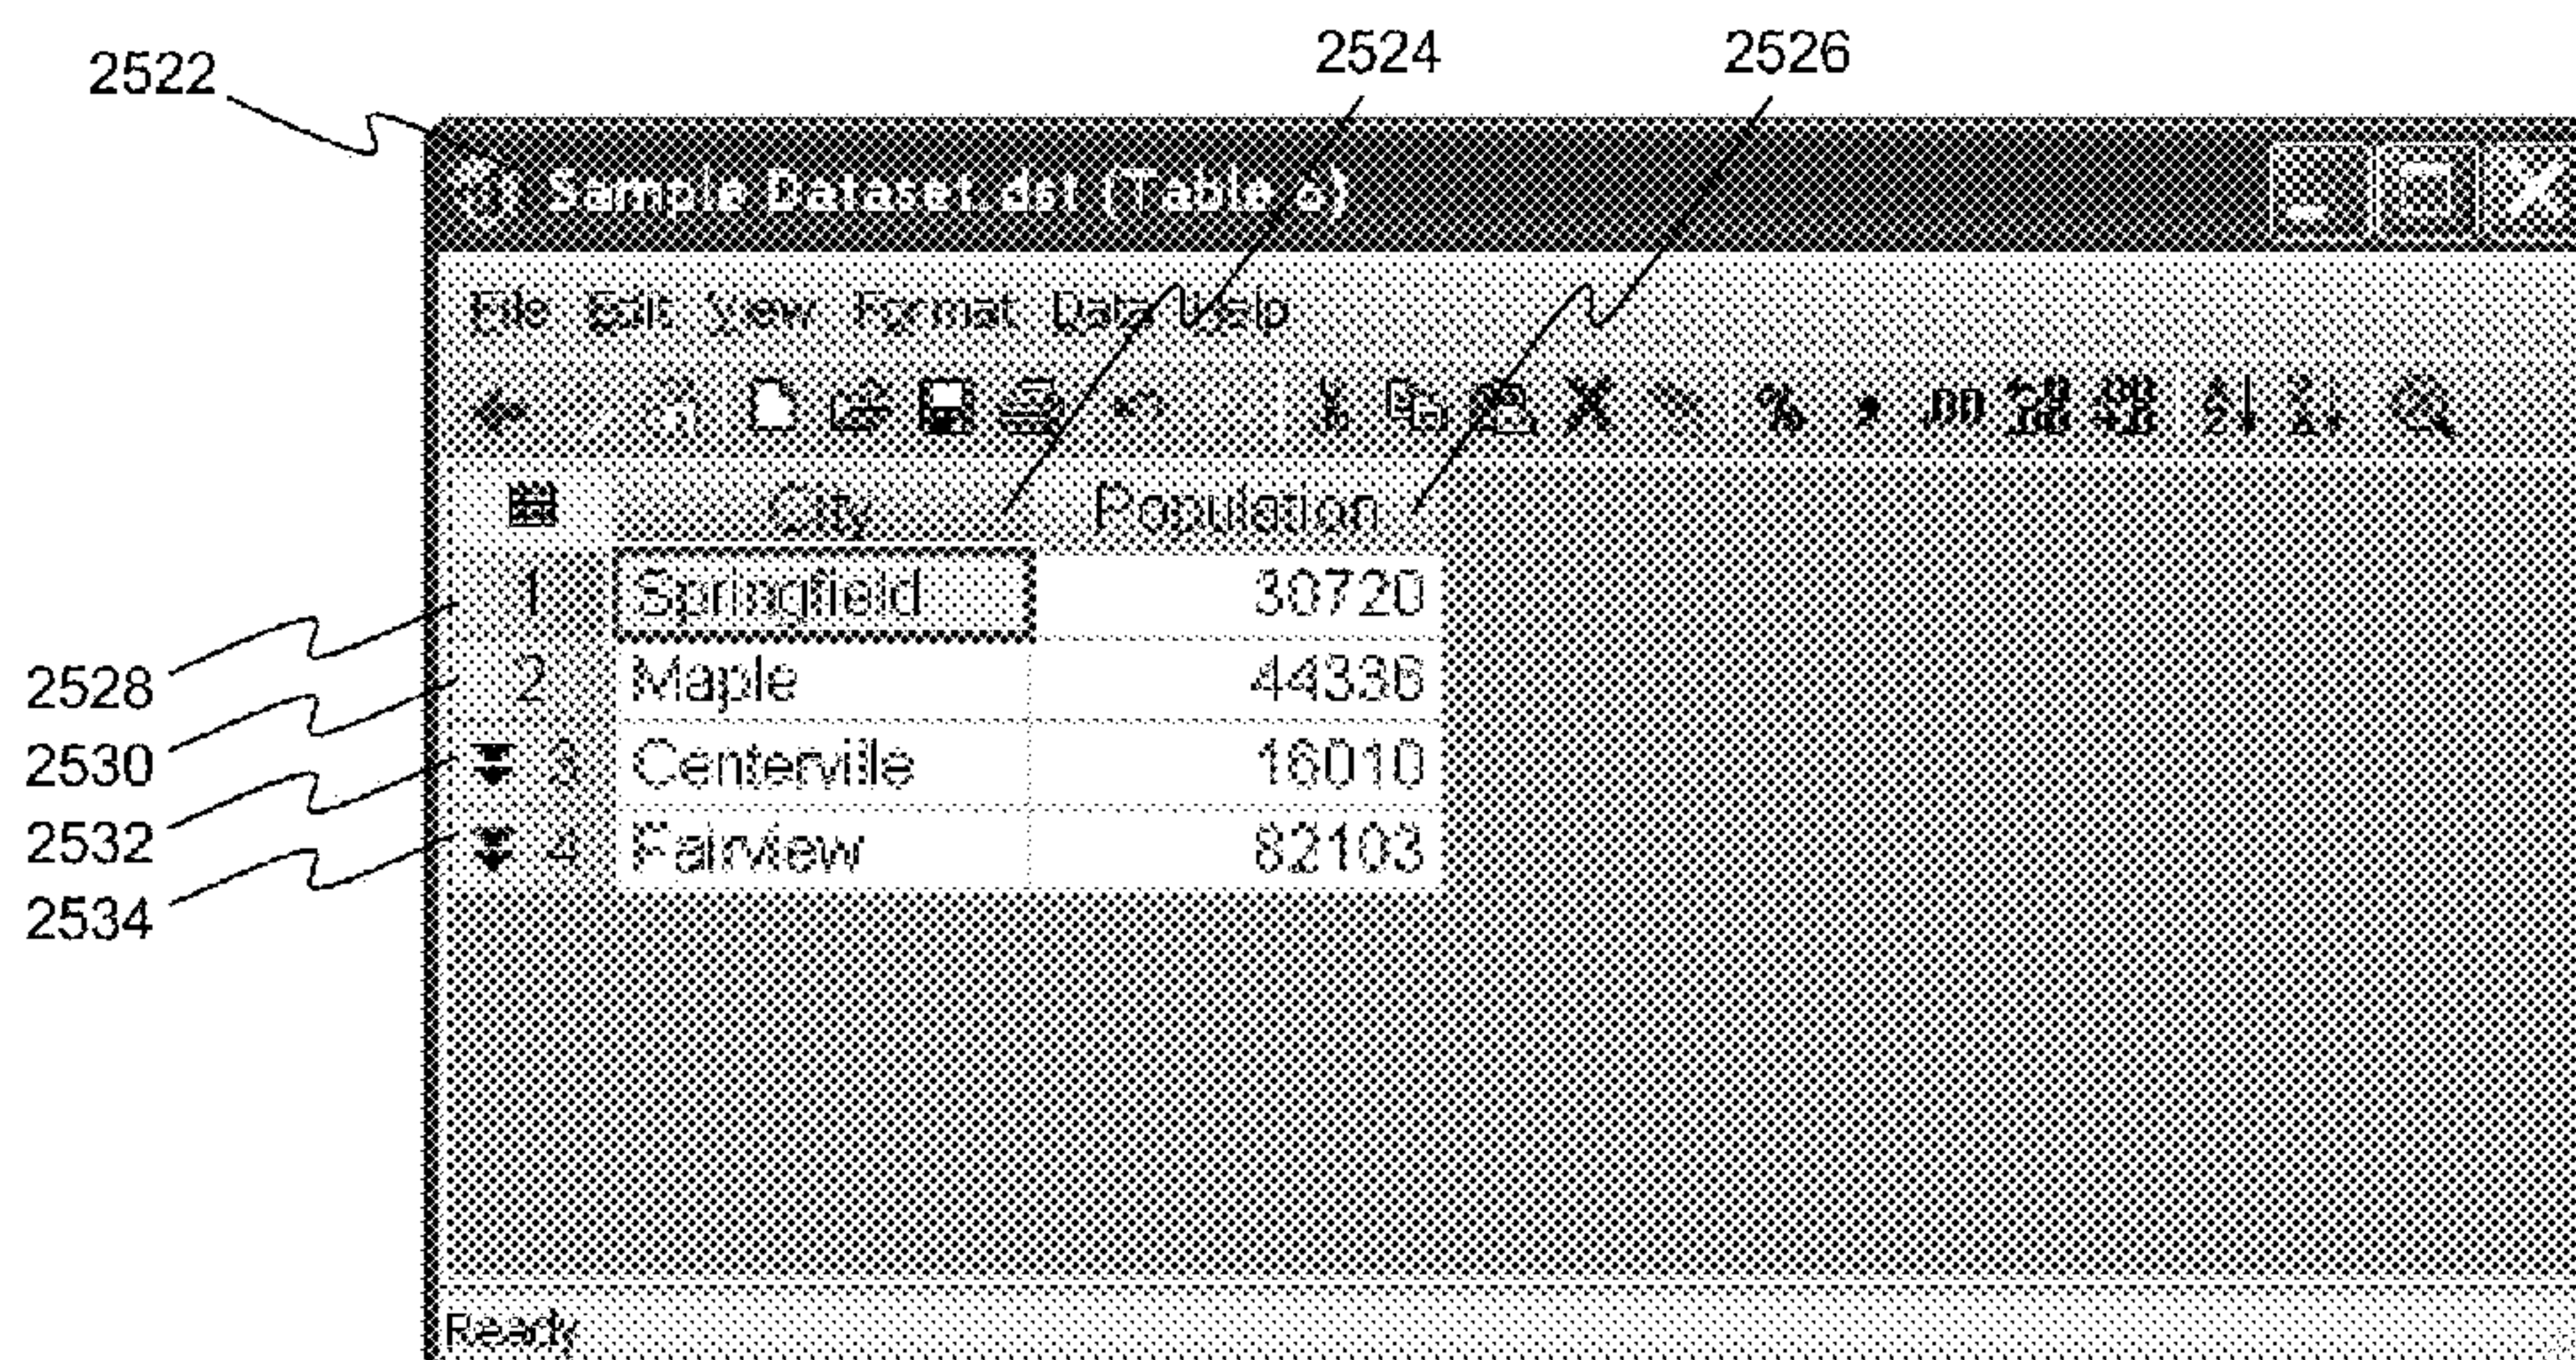 2522 2524 2526
Sample Dataset.dst (Table 6)
File Edit View Format Data Help
% , .00
City Population
1 Springfield 30720
2 Maple 44336
3 Centerville 16010
4 Fairview 82103
2528
2530
2532
2534
Ready